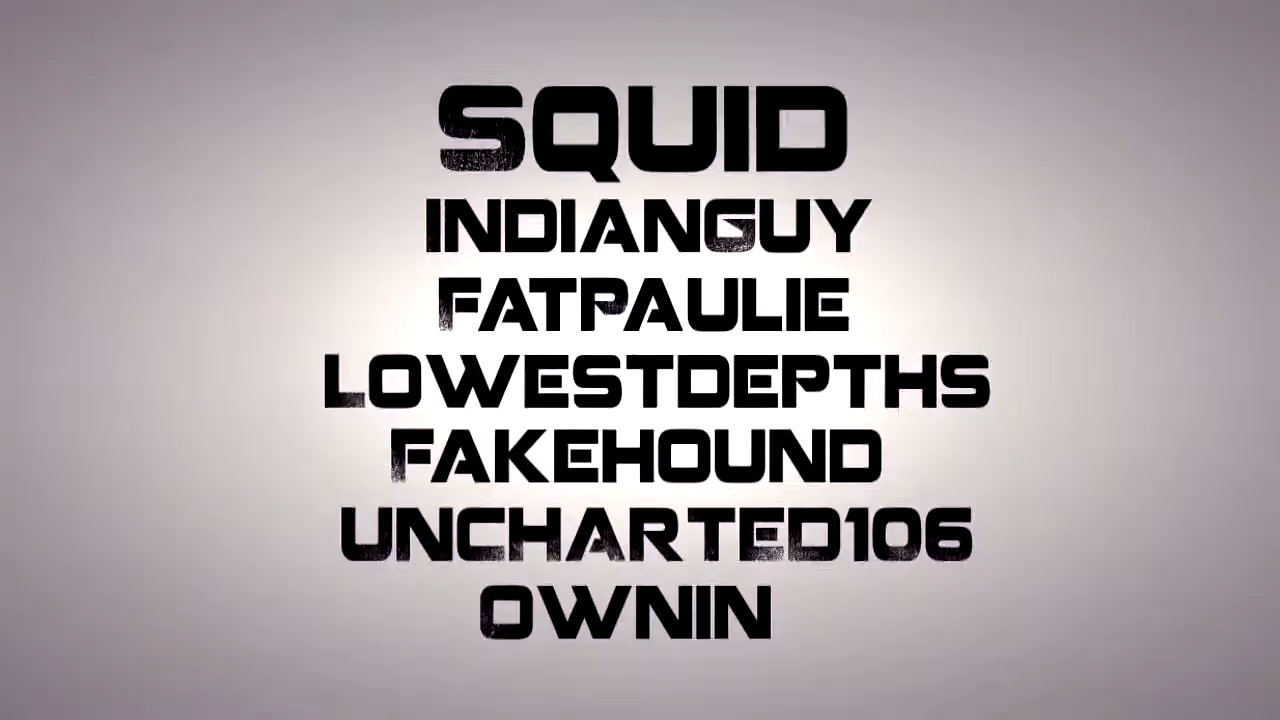 SQUID
INDIANGUY
FATPAULIE
LOWESTDEPTHS
FAKEHOUND
UNCHARTED106
OWNIN